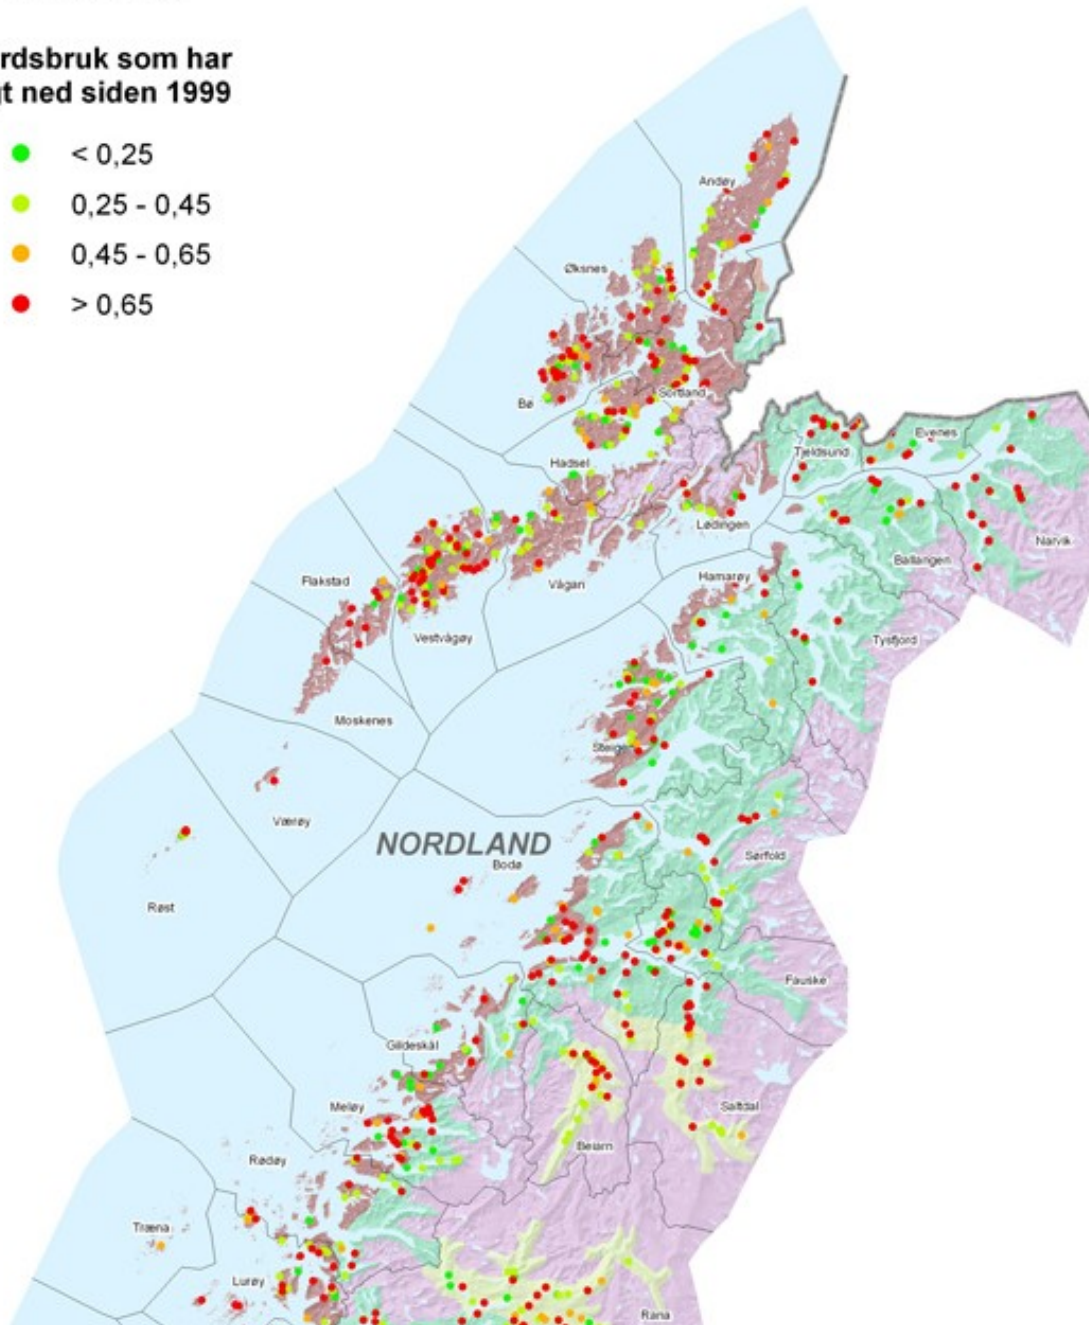 rdsbruk som har
t ned siden 1999
< 0,25
0,25 - 0,45
0,45 - 0,65
> 0,65
Andøy
Øksnes
Bø
Sortland
Hadsel
Evenes
Tjeldsund
Lødingen
Narvik
Ballangen
Flakstad
Vågan
Hamarøy
Vestvågøy
Tysfjord
Moskenes
Steigen
Værøy
NORDLAND
Bodø
Sørfold
Røst
Fauske
Gildeskål
Meløy
Saltdal
Beiarn
Rødøy
Træna
Lurøy
Rana